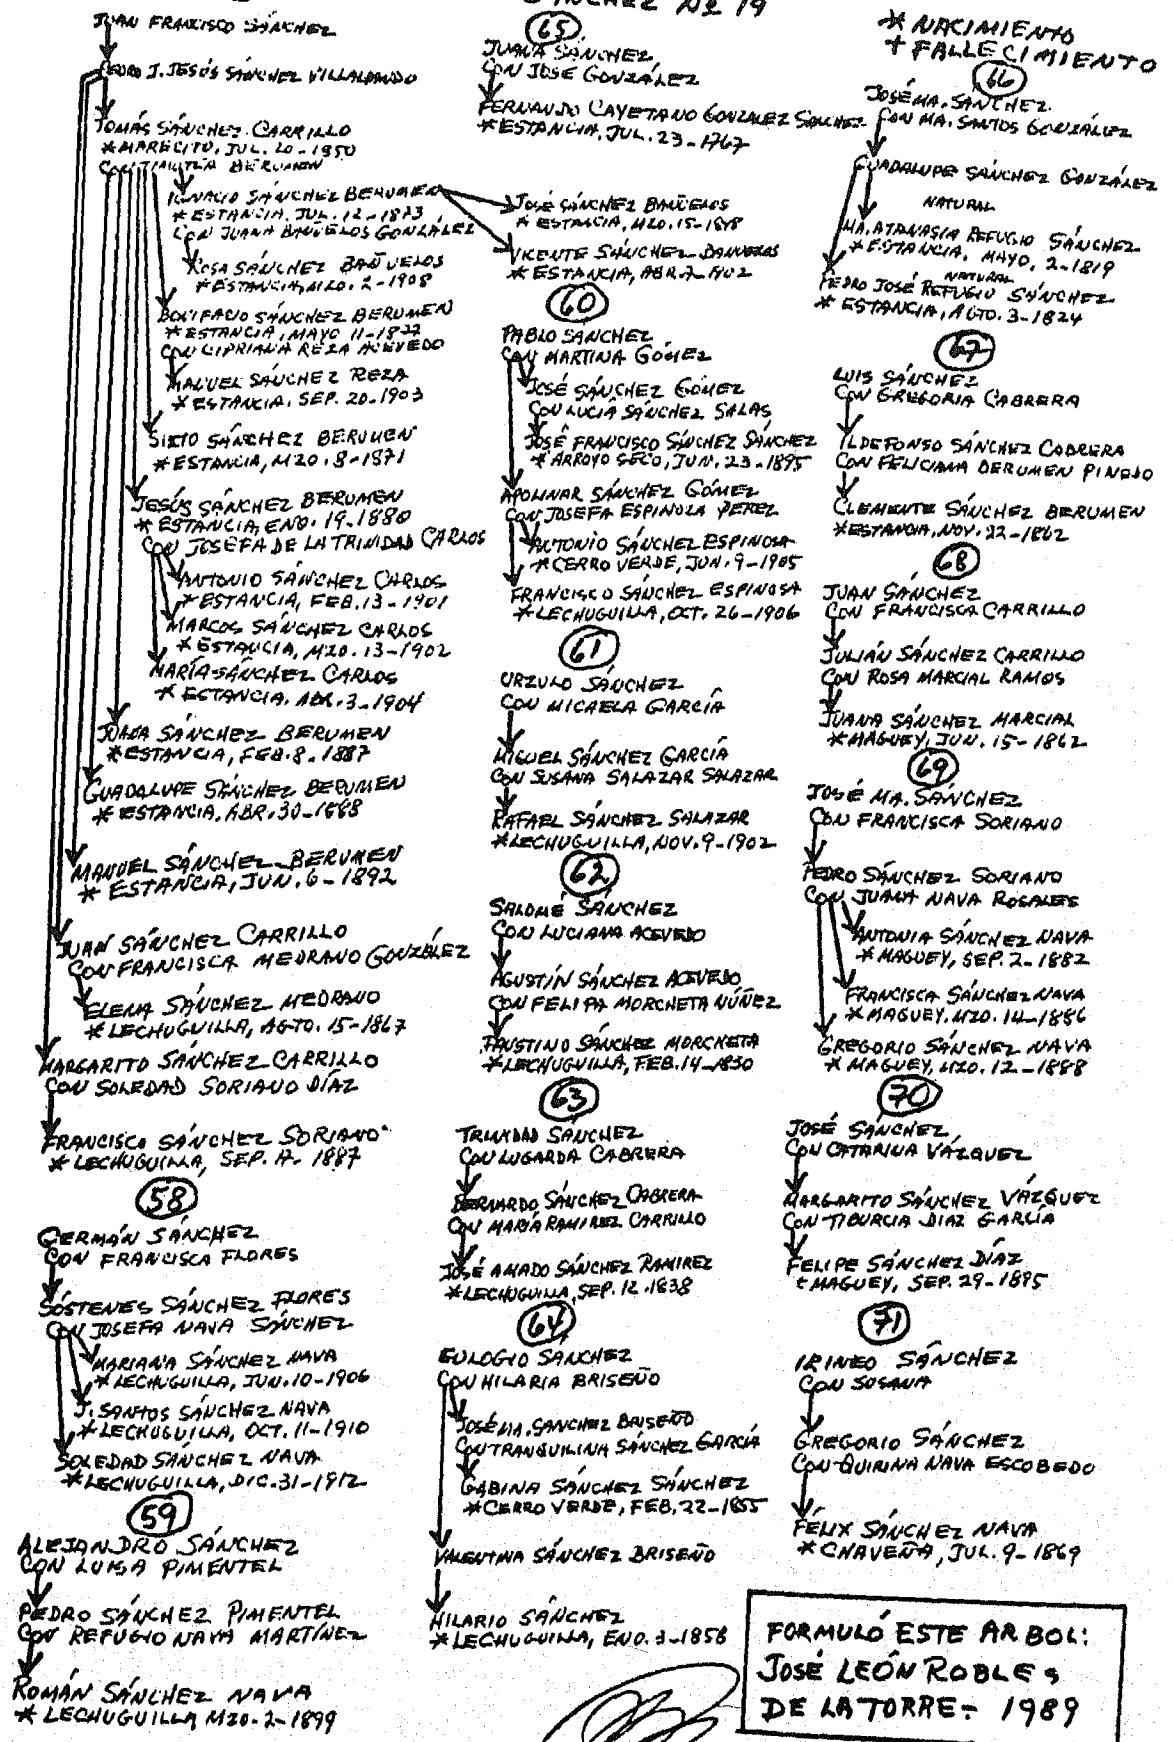 SÁNCHEZ Nº 19
JUAN FRANCISCO SÁNCHEZ
PEDRO J. JESÚS SÁNCHEZ VILLALPANDO
TOMÁS SÁNCHEZ CARRILLO
* MARECITO, JUL. 20-1850
CON BERUMEN
IGNACIO SÁNCHEZ BERUMEN
* ESTANCIA, JUL. 12-1873
CON JUANA BAÑUELOS GONZÁLEZ
ROSA SÁNCHEZ BAÑUELOS
* ESTANCIA, MZO. 2-1908
JOSÉ SÁNCHEZ BAÑUELOS
* ESTANCIA, MZO. 15-1898
VICENTE SÁNCHEZ BAÑUELOS
* ESTANCIA, ABR. 7-1902
BONIFACIO SÁNCHEZ BERUMEN
* ESTANCIA, MAYO 11-1877
CON CIPRIANA REZA ACEVEDO
MANUEL SÁNCHEZ REZA
* ESTANCIA, SEP. 20-1903
SIXTO SÁNCHEZ BERUMEN
* ESTANCIA, MZO. 8-1871
JESÚS SÁNCHEZ BERUMEN
* ESTANCIA, ENO. 19-1880
CON JOSEFA DE LA TRINIDAD CARLOS
ANTONIO SÁNCHEZ CARLOS
* ESTANCIA, FEB. 13-1901
MARCOS SÁNCHEZ CARLOS
* ESTANCIA, MZO. 13-1902
MARÍA SÁNCHEZ CARLOS
* ESTANCIA, ABR. 3-1904
JUANA SÁNCHEZ BERUMEN
* ESTANCIA, FEB. 8-1887
GUADALUPE SÁNCHEZ BERUMEN
* ESTANCIA, ABR. 30-1888
MANUEL SÁNCHEZ BERUMEN
* ESTANCIA, JUN. 6-1892
JUAN SÁNCHEZ CARRILLO
CON FRANCISCA MEDRANO GONZÁLEZ
ELENA SÁNCHEZ MEDRANO
* LECHUGUILLA, AGTO. 15-1867
MARGARITO SÁNCHEZ CARRILLO
CON SOLEDAD SORIANO DÍAZ
FRANCISCO SÁNCHEZ SORIANO
* LECHUGUILLA, SEP. 17-1887
58
GERMÁN SÁNCHEZ
CON FRANCISCA FLORES
SÓSTENES SÁNCHEZ FLORES
CON JOSEFA NAVA SÁNCHEZ
MARIANA SÁNCHEZ NAVA
* LECHUGUILLA, JUN. 10-1906
J. SANTOS SÁNCHEZ NAVA
* LECHUGUILLA, OCT. 11-1910
SOLEDAD SÁNCHEZ NAVA
* LECHUGUILLA, DIC. 31-1912
59
ALEJANDRO SÁNCHEZ
CON LUISA PIMENTEL
PEDRO SÁNCHEZ PIMENTEL
CON REFUGIO NAVA MARTÍNEZ
ROMÁN SÁNCHEZ NAVA
* LECHUGUILLA MZO-2-1899
65
JUANA SÁNCHEZ
CON JOSÉ GONZÁLEZ
FERNANDO CAYETANO GONZALEZ SANCHEZ
* ESTANCIA, JUL. 23-1767
60
PABLO SÁNCHEZ
CON MARTINA GÓMEZ
JOSÉ SÁNCHEZ GÓMEZ
CON LUCIA SÁNCHEZ SALAS
JOSÉ FRANCISCO SÁNCHEZ SÁNCHEZ
* ARROYO SECO, JUN. 23-1895
APOLINAR SÁNCHEZ GÓMEZ
CON JOSEFA ESPINOZA PEREZ
ANTONIO SÁNCHEZ ESPINOSA
* CERRO VERDE, JUN. 9-1905
FRANCISCO SÁNCHEZ ESPINOSA
* LECHUGUILLA, OCT. 26-1906
61
URZULO SÁNCHEZ
CON MICAELA GARCÍA
MIGUEL SÁNCHEZ GARCÍA
CON SUSANA SALAZAR SALAZAR
RAFAEL SÁNCHEZ SALAZAR
* LECHUGUILLA, NOV. 9-1902
62
SALOMÉ SÁNCHEZ
CON LUCIANA ACEVEDO
AGUSTÍN SÁNCHEZ ACEVEDO
CON FELIPA MORCHETA NÚÑEZ
FAUSTINO SÁNCHEZ MORCHETA
* LECHUGUILLA, FEB. 14-1830
63
TRINIDAD SÁNCHEZ
CON LUGARDA CABRERA
BERNARDO SÁNCHEZ CABRERA
CON MARÍA RAMIREZ CARRILLO
JOSÉ AMADO SÁNCHEZ RAMIREZ
* LECHUGUILLA, SEP. 12-1838
64
EULOGIO SANCHEZ
CON HILARIA BRISEÑO
JOSÉ MA. SANCHEZ BRISEÑO
CON TRANQUILINA SÁNCHEZ GARCÍA
GABINA SÁNCHEZ SÁNCHEZ
* CERRO VERDE, FEB. 22-1855
VALENTINA SÁNCHEZ BRISEÑO
HILARIO SÁNCHEZ
* LECHUGUILLA, ENO. 3-1856
* NACIMIENTO
+ FALLECIMIENTO
66
JOSÉ MA. SANCHEZ
CON MA. SANTOS GONZÁLEZ
GUADALUPE SÁNCHEZ GONZÁLEZ
NATURAL
MA. ATANASIA REFUGIO SÁNCHEZ
* ESTANCIA, MAYO, 2-1819
NATURAL
PEDRO JOSÉ REFUGIO SÁNCHEZ
* ESTANCIA, AGTO. 3-1824
67
LUIS SÁNCHEZ
CON GREGORIA CABRERA
ILDEFONSO SÁNCHEZ CABRERA
CON FELICIANA BERUMEN PINEDO
CLEMENTE SÁNCHEZ BERUMEN
* ESTANCIA, NOV. 22-1862
68
JUAN SÁNCHEZ
CON FRANCISCA CARRILLO
JULIÁN SÁNCHEZ CARRILLO
CON ROSA MARCIAL RAMOS
JUANA SÁNCHEZ MARCIAL
* MAGUEY, JUN. 15-1862
69
JOSÉ MA. SÁNCHEZ
CON FRANCISCA SORIANO
PEDRO SÁNCHEZ SORIANO
CON JUANA NAVA ROSALES
ANTONIA SÁNCHEZ NAVA
* MAGUEY, SEP. 2-1882
FRANCISCA SÁNCHEZ NAVA
* MAGUEY, MZO. 14-1886
GREGORIO SÁNCHEZ NAVA
* MAGUEY, MZO. 12-1888
70
JOSÉ SÁNCHEZ
CON CATARINA VÁZQUEZ
MARGARITO SÁNCHEZ VÁZQUEZ
CON TIBURCIA DIAZ GARCÍA
FELIPE SÁNCHEZ DÍAZ
+ MAGUEY, SEP. 29-1895
71
IRINEO SÁNCHEZ
CON SUSANA
GREGORIO SÁNCHEZ
CON QUIRINA NAVA ESCOBEDO
FÉLIX SÁNCHEZ NAVA
* CHAVEÑA, JUL. 9-1869
FORMULÓ ESTE ARBOL:
JOSÉ LEÓN ROBLES
DE LA TORRE - 1989